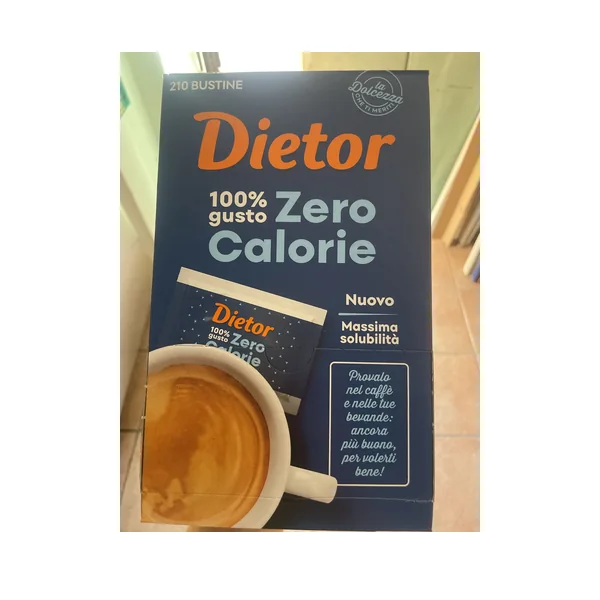 210 BUSTINE
la
Dolcezza
CHE TI MERITI
Dietor
100%
gusto
Zero
Calorie
Nuovo
Massima
solubilità
Dietor
100%
gusto
Zero
Calorie
Provalo
nel caffè
e nelle tue
bevande:
ancora
più buono,
per volerti
bene!